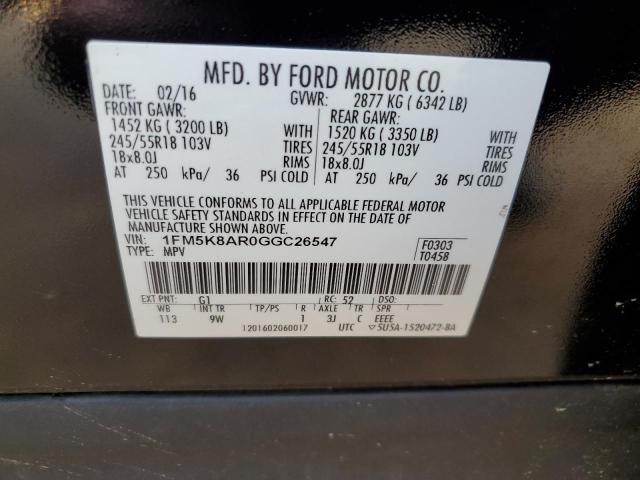 MFD. BY FORD MOTOR CO.
DATE: 02/16 GVWR: 2877 KG ( 6342 LB)
FRONT GAWR: REAR GAWR:
1452 KG ( 3200 LB) WITH 1520 KG ( 3350 LB) WITH
245/55R18 103V TIRES 245/55R18 103V TIRES
18x8.0J RIMS 18x8.0J RIMS
AT 250 kPa/ 36 PSI COLD AT 250 kPa/ 36 PSI COLD
THIS VEHICLE CONFORMS TO ALL APPLICABLE FEDERAL MOTOR
VEHICLE SAFETY STANDARDS IN EFFECT ON THE DATE OF
MANUFACTURE SHOWN ABOVE.
VIN: 1FM5K8AR0GGC26547 F0303
TYPE: MPV T0458
EXT PNT: G1 RC: 52 DSO:
WB INT TR TP/PS R AXLE TR SPR
113 9W 1 3J C EEEE
1201602060017 UTC 5USA-1520472-BA